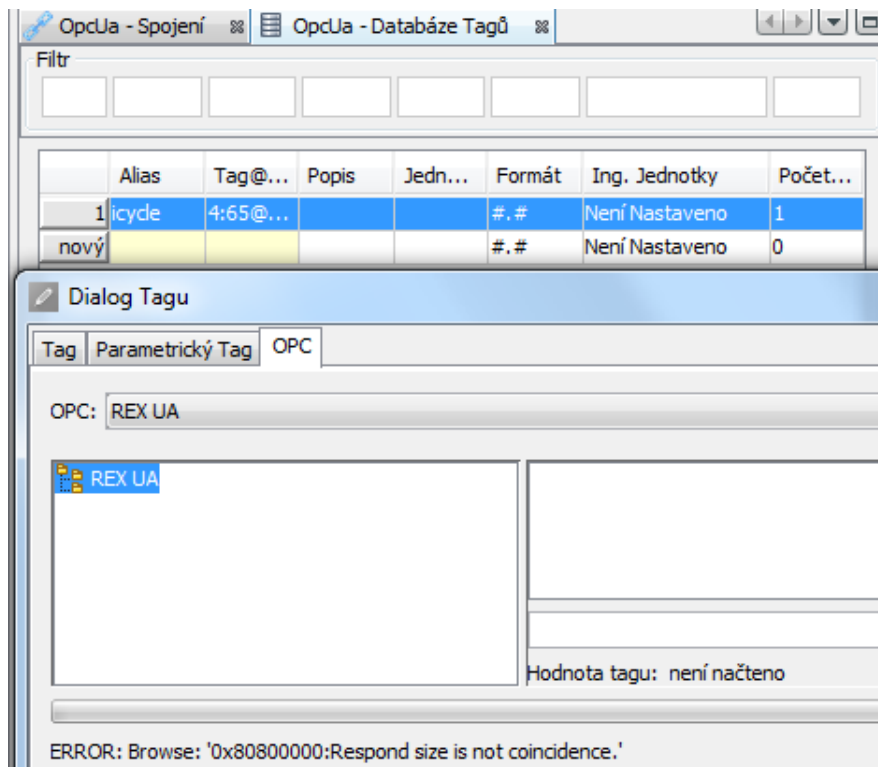 OpcUa - Spojení OpcUa - Databáze Tagů
Filtr
Alias Tag@... Popis Jedn... Formát Ing. Jednotky Počet...
1 icycle 4:65@... #.# Není Nastaveno 1
nový #.# Není Nastaveno 0
Dialog Tagu
Tag Parametrický Tag OPC
OPC: REX UA
REX UA
Hodnota tagu: není načteno
ERROR: Browse: '0x80800000:Respond size is not coincidence.'